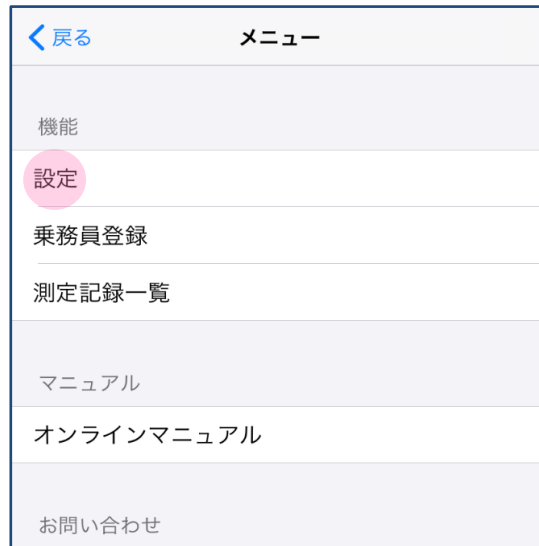 戻る メニュー
機能
設定
乗務員登録
測定記録一覧
マニュアル
オンラインマニュアル
お問い合わせ